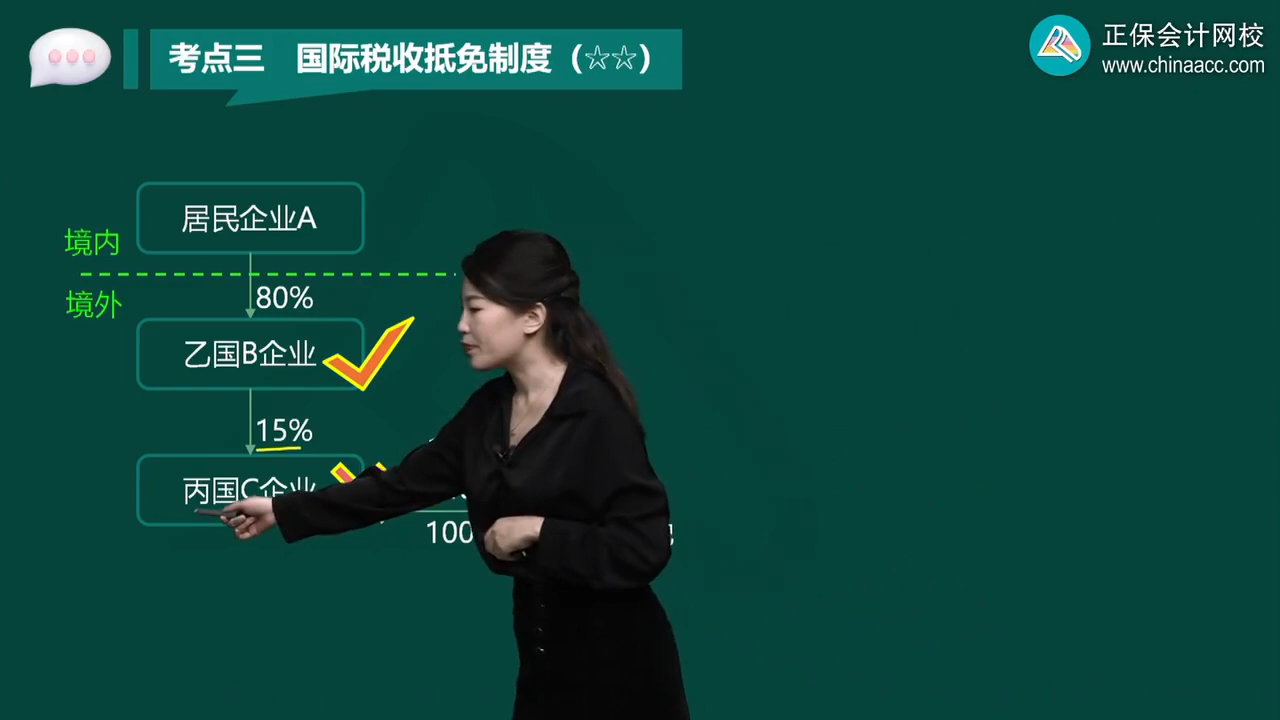 考点三 国际税收抵免制度（☆☆）
正保会计网校
www.chinaacc.com
居民企业A
境内
境外
80%
乙国B企业
15%
丙国C企业
100